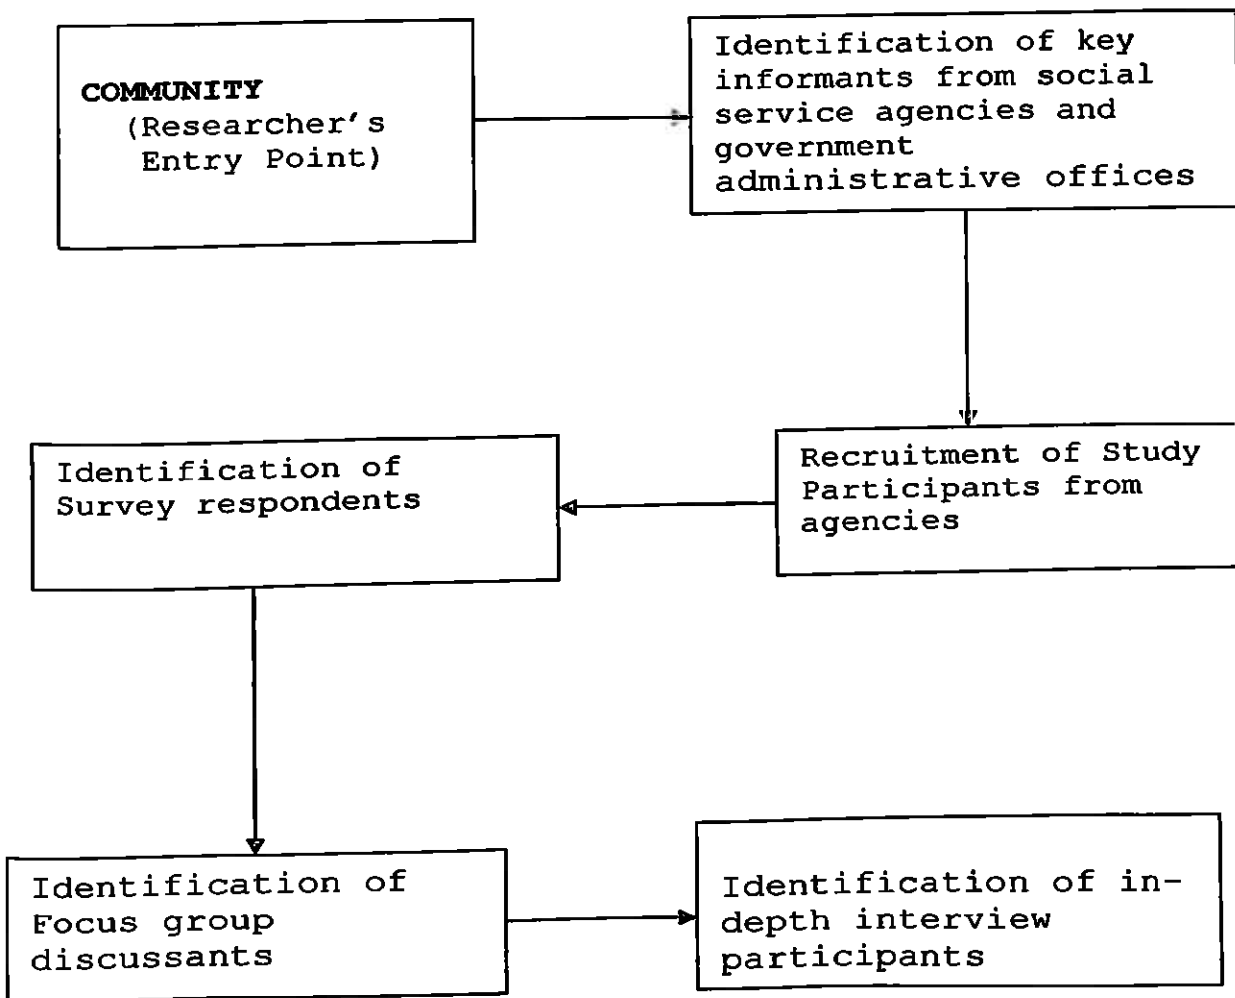 COMMUNITY
(Researcher's
Entry Point)
Identification of key
informants from social
service agencies and
government
administrative offices
Recruitment of Study
Participants from
agencies
Identification of
Survey respondents
Identification of
Focus group
discussants
Identification of in-
depth interview
participants